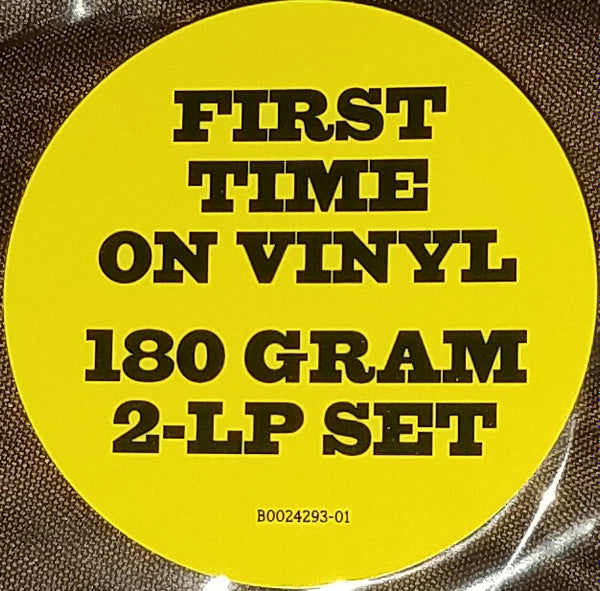 FIRST
TIME
ON VINYL
180 GRAM
2-LP SET
B0024293-01